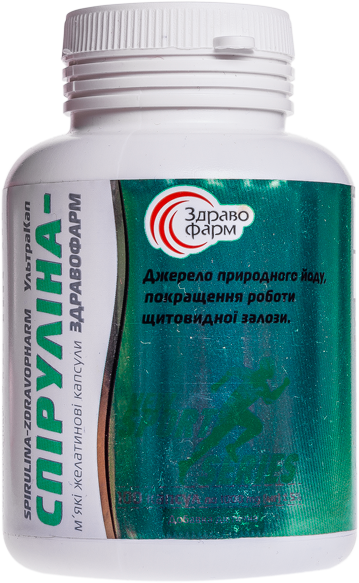 SPIRULINA-ZDRAVOPHARM УльтраКап
СПІРУЛІНА-
ЗДРАВОФАРМ
м'які желатинові капсули
Здраво
фарм
Джерело природного йоду,
покращення роботи
щитовидної залози.